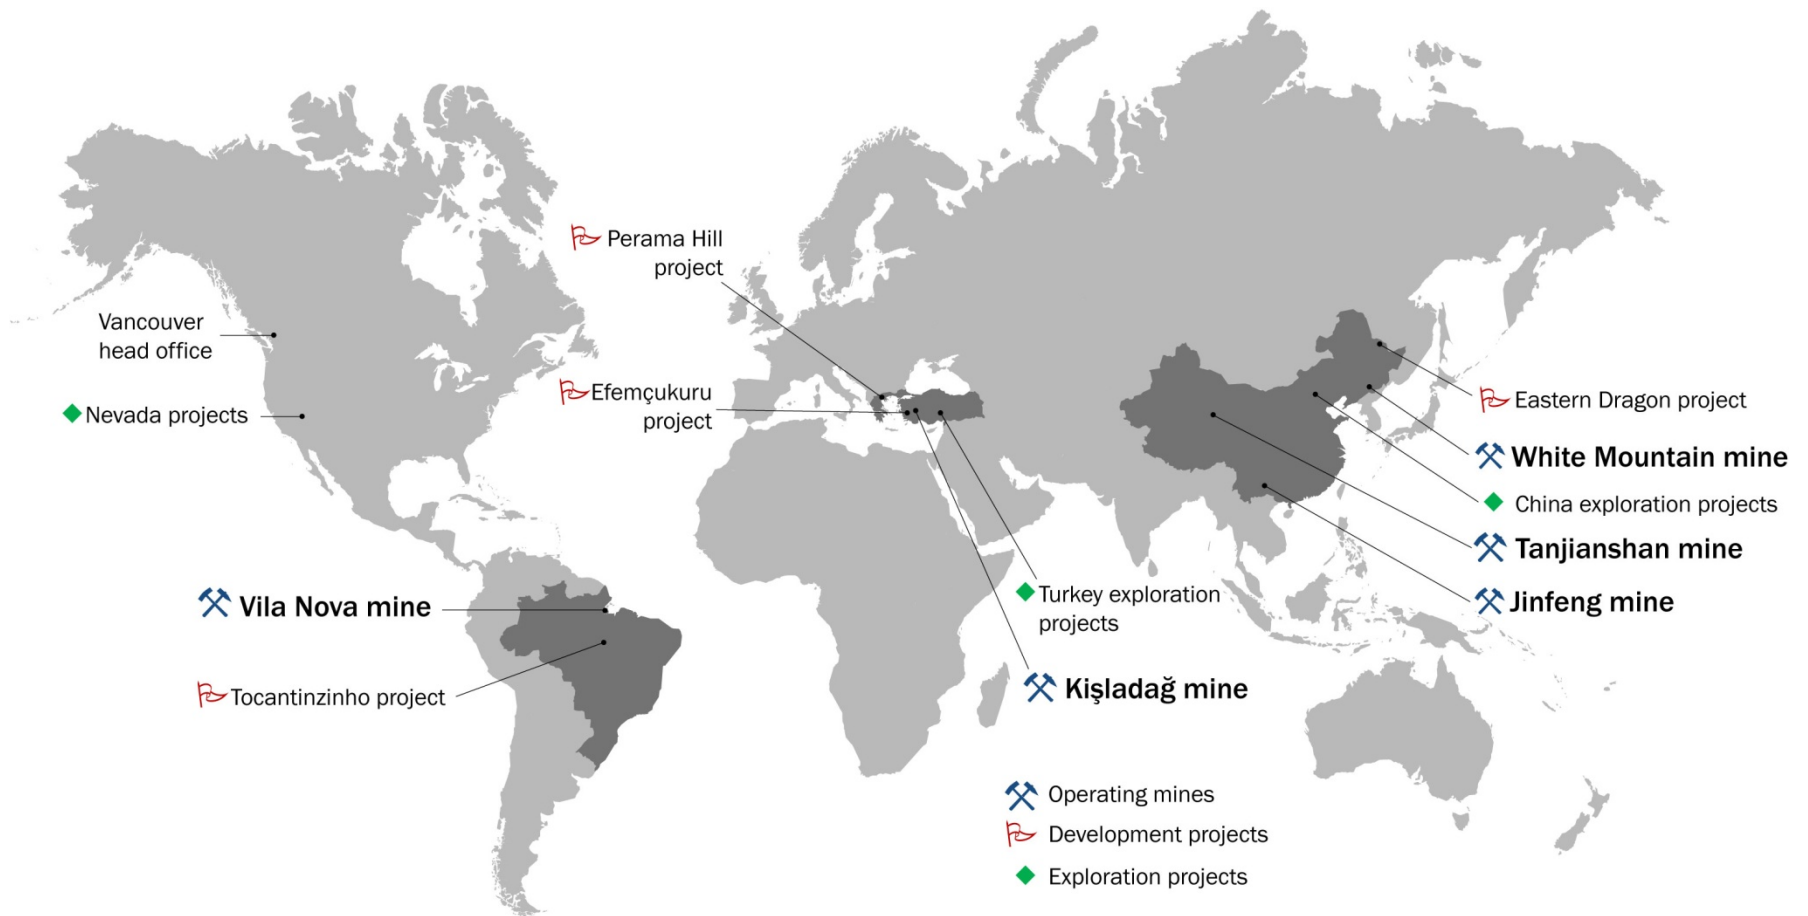 Perama Hill
project
Vancouver
head office
Efemçukuru
project
Nevada projects
Eastern Dragon project
White Mountain mine
China exploration projects
Tanjianshan mine
Jinfeng mine
Turkey exploration
projects
Vila Nova mine
Kişladağ mine
Tocantinzinho project
Operating mines
Development projects
Exploration projects